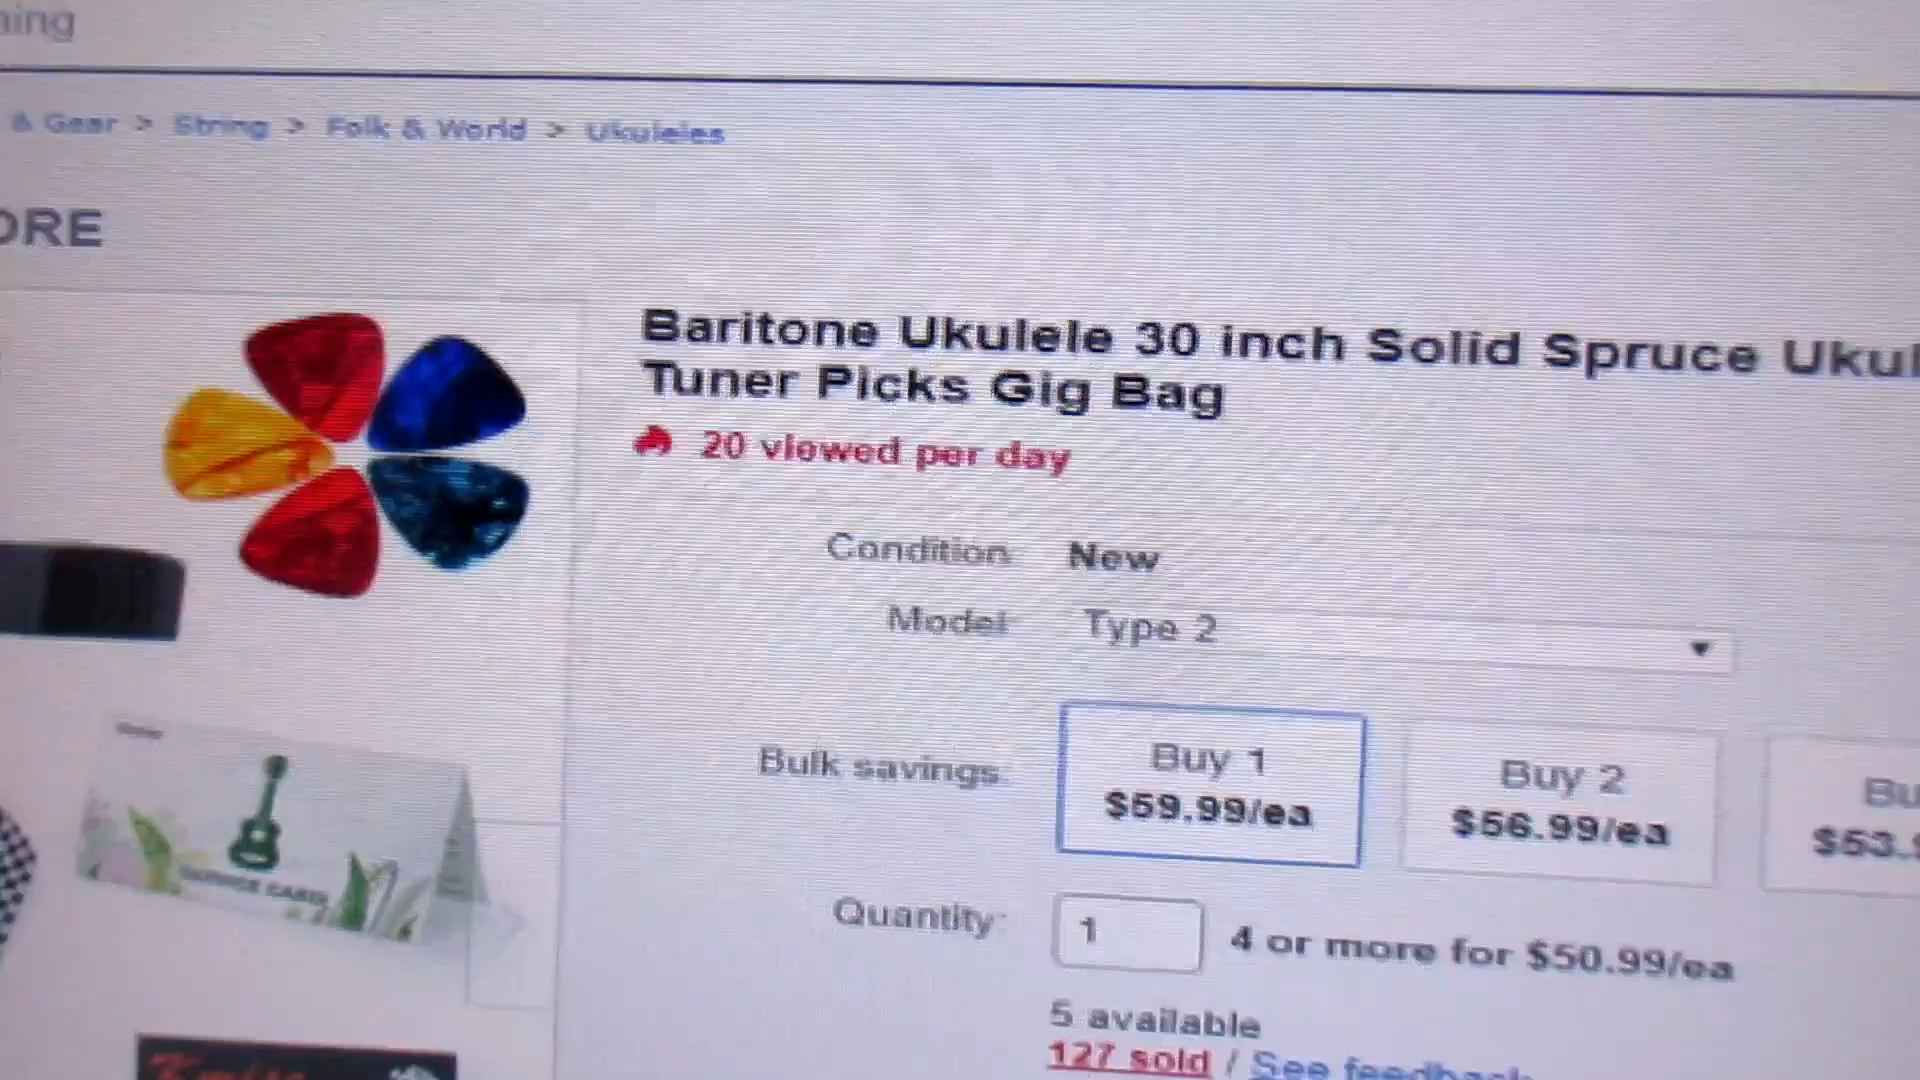 ning
& Gear > String > Folk & World > Ukuleles
ORE
Baritone Ukulele 30 inch Solid Spruce Ukul
Tuner Picks Gig Bag
20 viewed per day
Condition: New
Model: Type 2
Bulk savings:
Buy 1
$59.99/ea
Buy 2
$56.99/ea
Bu
$53.9
Quantity: 1
4 or more for $50.99/ea
5 available
127 sold / See feedback